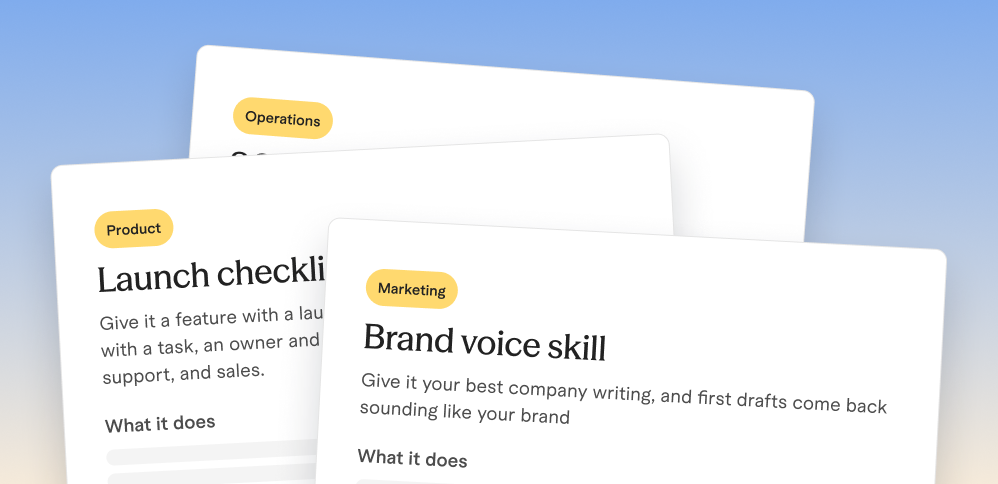 Operations
Product
Launch checkli
Give it a feature with a lau
with a task, an owner and
support, and sales.
What it does
Marketing
Brand voice skill
Give it your best company writing, and first drafts come back
sounding like your brand
What it does